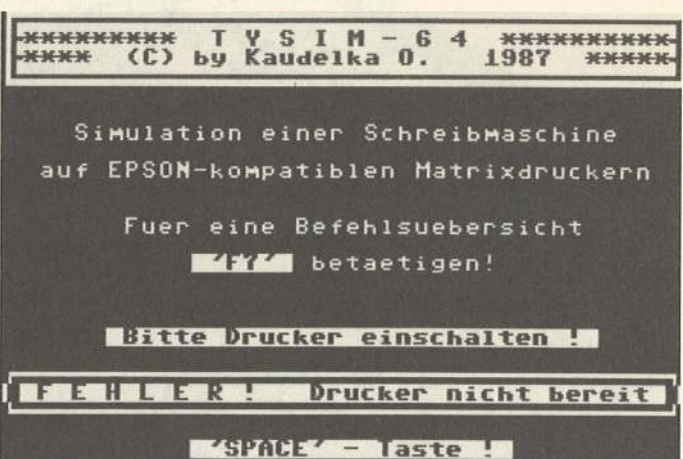 ********** T Y S I M - 6 4 **********
**** (C) by Kaudelka O. 1987 *****
Simulation einer Schreibmaschine
auf EPSON-kompatiblen Matrixdruckern
Fuer eine Befehlsuebersicht
'F7' betaetigen!
Bitte Drucker einschalten !
F E H L E R ! Drucker nicht bereit
'SPACE' - Taste !